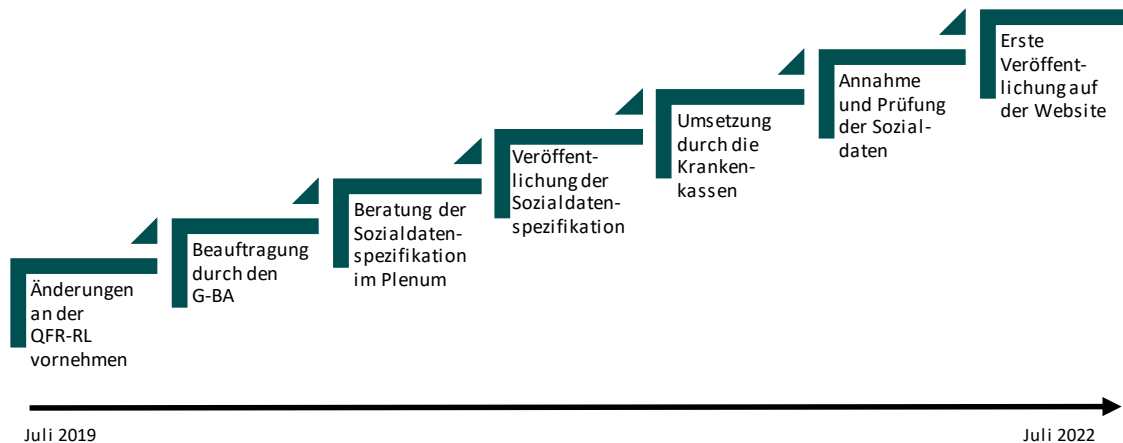 Änderungen
an der
QFR-RL
vornehmen
Beauftragung
durch den
G-BA
Beratung der
Sozialdaten-
spezifikation
im Plenum
Veröffent-
lichung der
Sozialdaten-
spezifikation
Umsetzung
durch die
Kranken-
kassen
Annahme
und Prüfung
der Sozial-
daten
Erste
Veröffent-
lichung auf
der Website
Juli 2019
Juli 2022